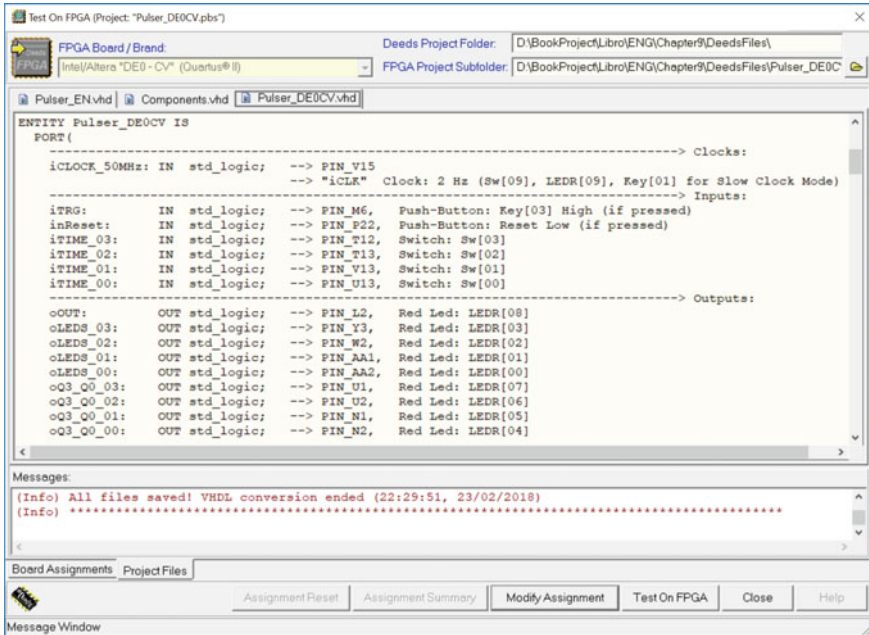 Test On FPGA (Project: "Pulser_DE0CV.pbs")
FPGA Board / Brand:
Intel/Altera "DE0 - CV" (Quartus® II)
Deeds Project Folder: D:\BookProject\Libro\ENG\Chapter9\DeedsFiles\
FPGA Project Subfolder: D:\BookProject\Libro\ENG\Chapter9\DeedsFiles\Pulser_DE0C
Deeds
FPGA
Pulser_EN.vhd Components.vhd Pulser_DE0CV.vhd
ENTITY Pulser_DE0CV IS
PORT(
--------------------------------------------------------------------------------> Clocks:
iCLOCK_50MHz: IN std_logic; --> PIN_V15
--> "iCLK" Clock: 2 Hz (Sw[09], LEDR[09], Key[01] for Slow Clock Mode)
--------------------------------------------------------------------------------> Inputs:
iTRG: IN std_logic; --> PIN_M6, Push-Button: Key[03] High (if pressed)
inReset: IN std_logic; --> PIN_P22, Push-Button: Reset Low (if pressed)
iTIME_03: IN std_logic; --> PIN_T12, Switch: Sw[03]
iTIME_02: IN std_logic; --> PIN_T13, Switch: Sw[02]
iTIME_01: IN std_logic; --> PIN_V13, Switch: Sw[01]
iTIME_00: IN std_logic; --> PIN_U13, Switch: Sw[00]
--------------------------------------------------------------------------------> Outputs:
oOUT: OUT std_logic; --> PIN_L2, Red Led: LEDR[08]
oLEDS_03: OUT std_logic; --> PIN_Y3, Red Led: LEDR[03]
oLEDS_02: OUT std_logic; --> PIN_W2, Red Led: LEDR[02]
oLEDS_01: OUT std_logic; --> PIN_AA1, Red Led: LEDR[01]
oLEDS_00: OUT std_logic; --> PIN_AA2, Red Led: LEDR[00]
oQ3_Q0_03: OUT std_logic; --> PIN_U1, Red Led: LEDR[07]
oQ3_Q0_02: OUT std_logic; --> PIN_U2, Red Led: LEDR[06]
oQ3_Q0_01: OUT std_logic; --> PIN_N1, Red Led: LEDR[05]
oQ3_Q0_00: OUT std_logic; --> PIN_N2, Red Led: LEDR[04]
Messages:
(Info) All files saved! VHDL conversion ended (22:29:51, 23/02/2018)
(Info) *******************************************************************************************
Board Assignments Project Files
Assignment Reset Assignment Summary Modify Assignment Test On FPGA Close Help
Message Window